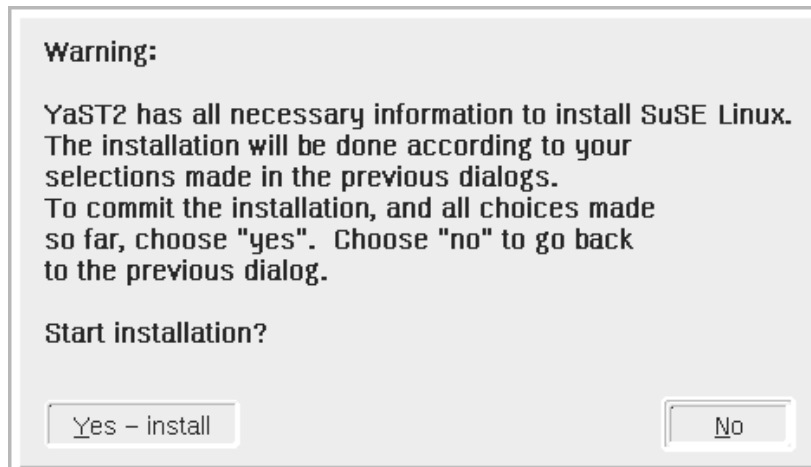 Warning:
YaST2 has all necessary information to install SuSE Linux.
The installation will be done according to your
selections made in the previous dialogs.
To commit the installation, and all choices made
so far, choose "yes".  Choose "no" to go back
to the previous dialog.
Start installation?
Yes – install
No